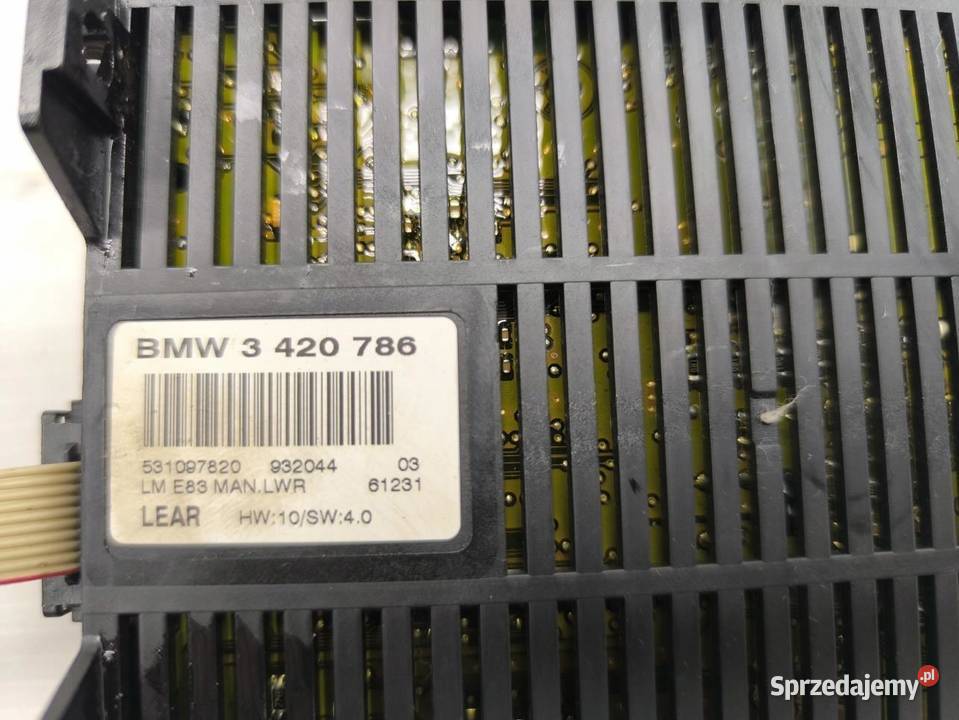 BMW 3 420 786
531097820 932044 03
LM E83 MAN.LWR 61231
LEAR HW:10/SW:4.0
Sprzedajemy.pl